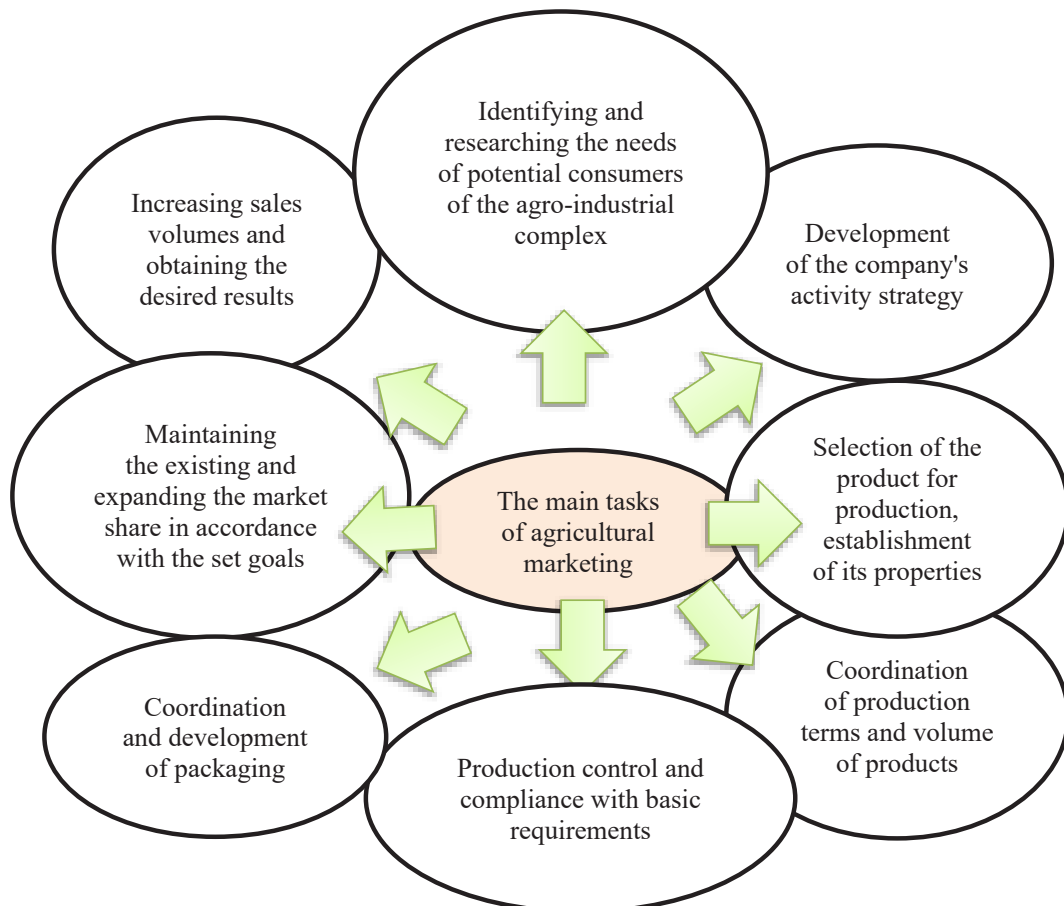 Identifying and
researching the needs
of potential consumers
of the agro-industrial
complex
Increasing sales
volumes and
obtaining the
desired results
Development
of the company's
activity strategy
Maintaining
the existing and
expanding the market
share in accordance
with the set goals
The main tasks
of agricultural
marketing
Selection of the
product for
production,
establishment
of its properties
Coordination
and development
of packaging
Production control and
compliance with basic
requirements
Coordination
of production
terms and volume
of products